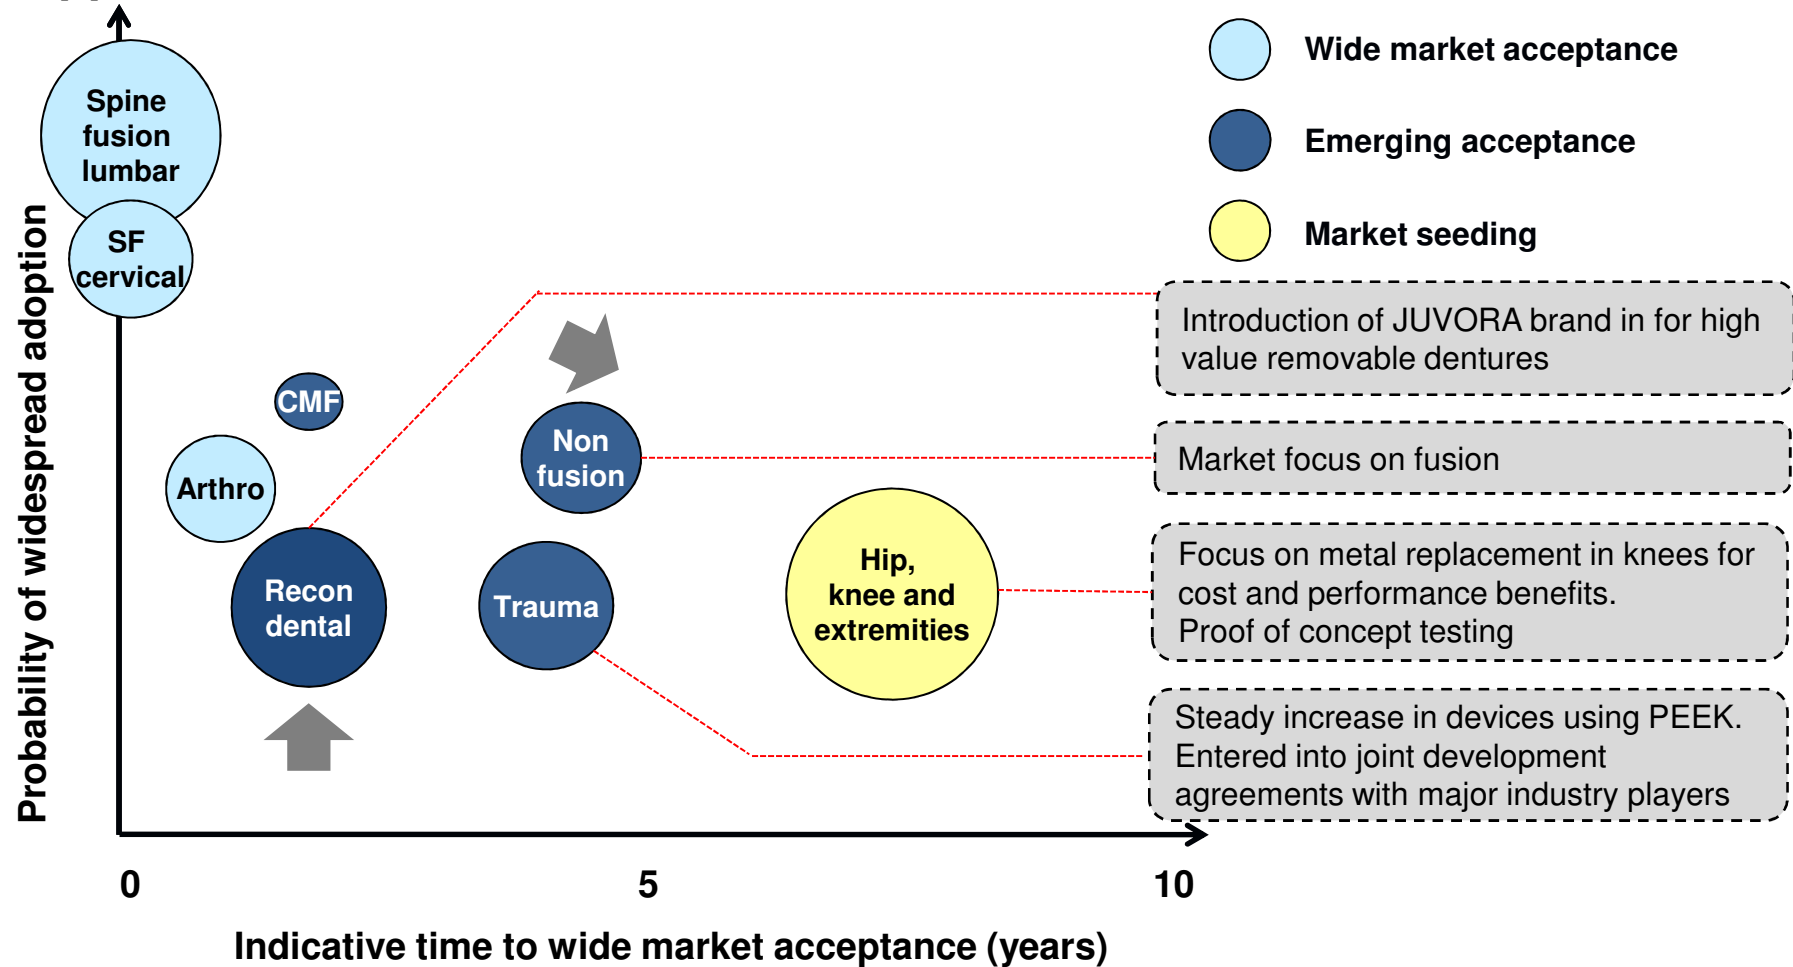 Wide market acceptance
Emerging acceptance
Market seeding
Probability of widespread adoption
Spine
fusion
lumbar
SF
cervical
CMF
Arthro
Recon
dental
Non
fusion
Trauma
Hip,
knee and
extremities
Introduction of JUVORA brand in for high
value removable dentures
Market focus on fusion
Focus on metal replacement in knees for
cost and performance benefits.
Proof of concept testing
Steady increase in devices using PEEK.
Entered into joint development
agreements with major industry players
0
5
10
Indicative time to wide market acceptance (years)